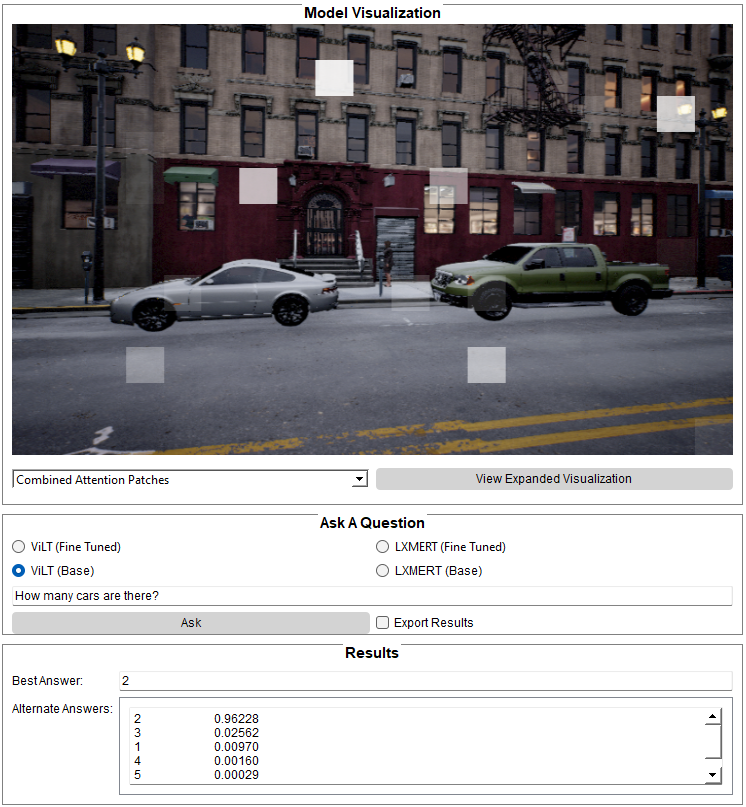 Model Visualization
Combined Attention Patches
View Expanded Visualization
Ask A Question
ViLT (Fine Tuned)
LXMERT (Fine Tuned)
ViLT (Base)
LXMERT (Base)
How many cars are there?
Ask
Export Results
Results
Best Answer:
2
Alternate Answers:
2 0.96228
3 0.02562
1 0.00970
4 0.00160
5 0.00029